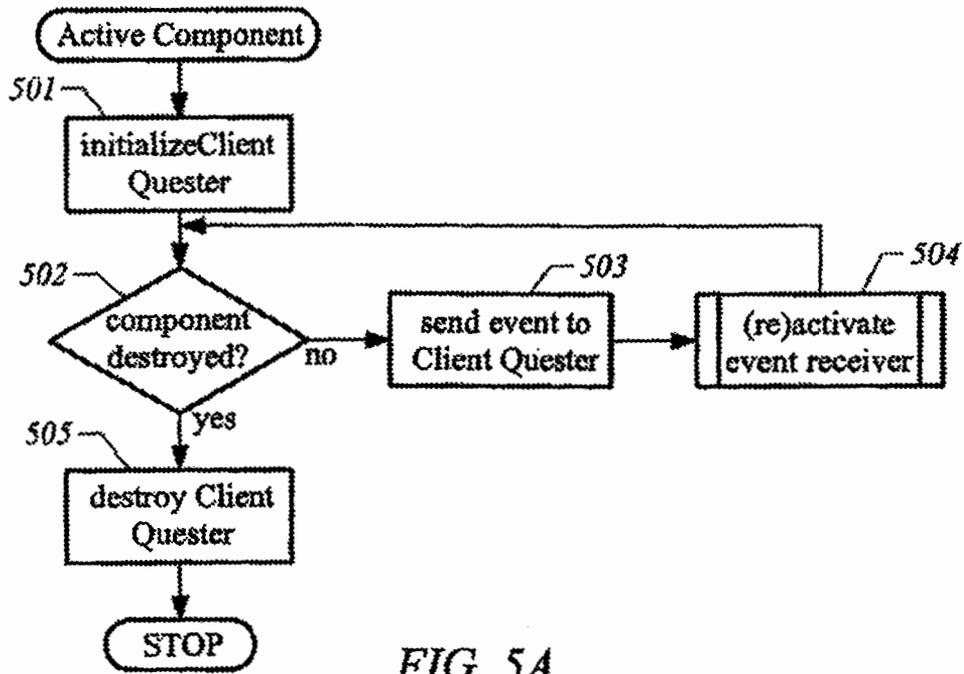 Active Component
501
initializeClient
Quester
502
component
destroyed?
no
503
send event to
Client Quester
504
(re)activate
event receiver
yes
505
destroy Client
Quester
STOP
FIG. 5A